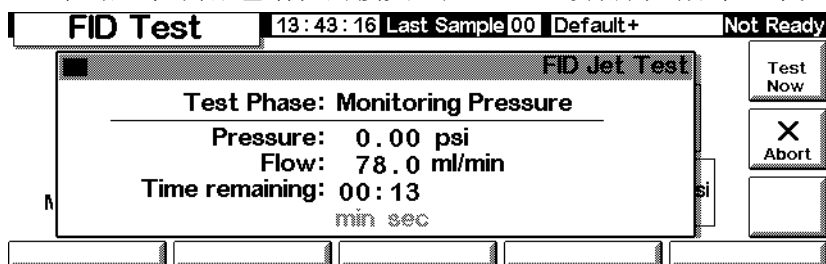 FID Test
13:43:16 Last Sample 00 Default+ Not Ready
FID Jet Test
Test Phase: Monitoring Pressure
Pressure: 0.00 psi
Flow: 78.0 ml/min
Time remaining: 00:13
min sec
si
Test
Now
X
Abort